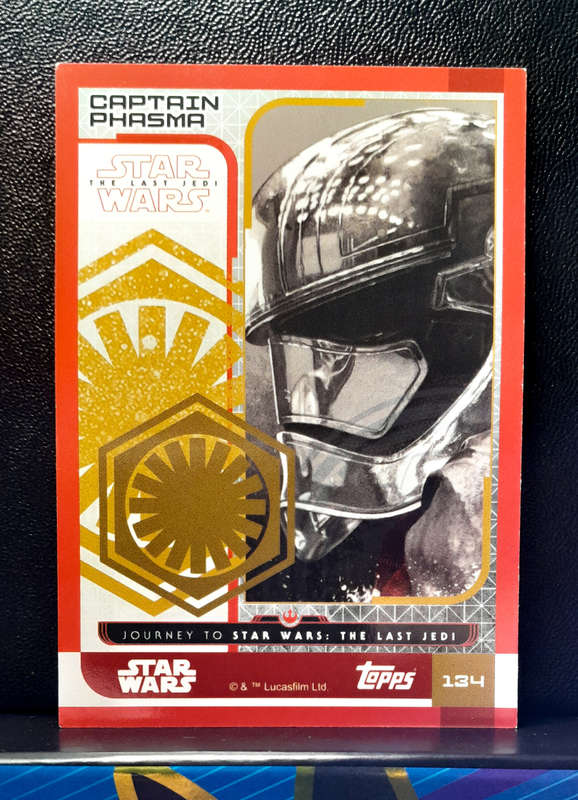 CAPTAIN
PHASMA
STAR
THE LAST JEDI
WARS
JOURNEY TO STAR WARS: THE LAST JEDI
STAR
WARS
© & ™ Lucasfilm Ltd.
Topps
134